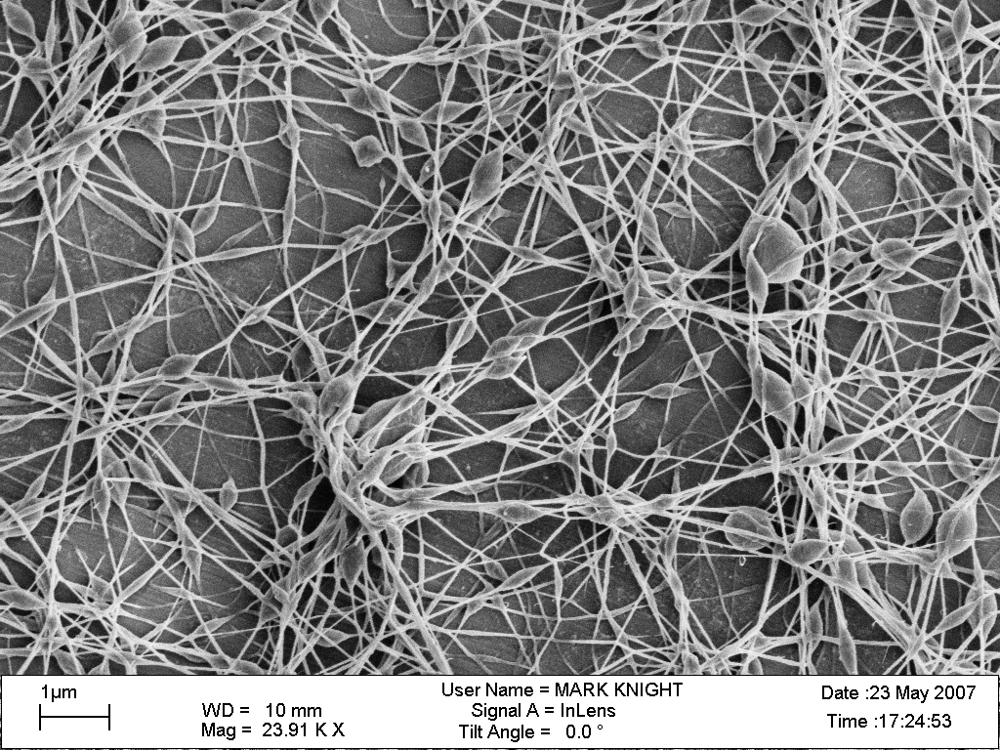 1µm
WD = 10 mm
Mag = 23.91 K X
User Name = MARK KNIGHT
Signal A = InLens
Tilt Angle = 0.0 °
Date :23 May 2007
Time :17:24:53